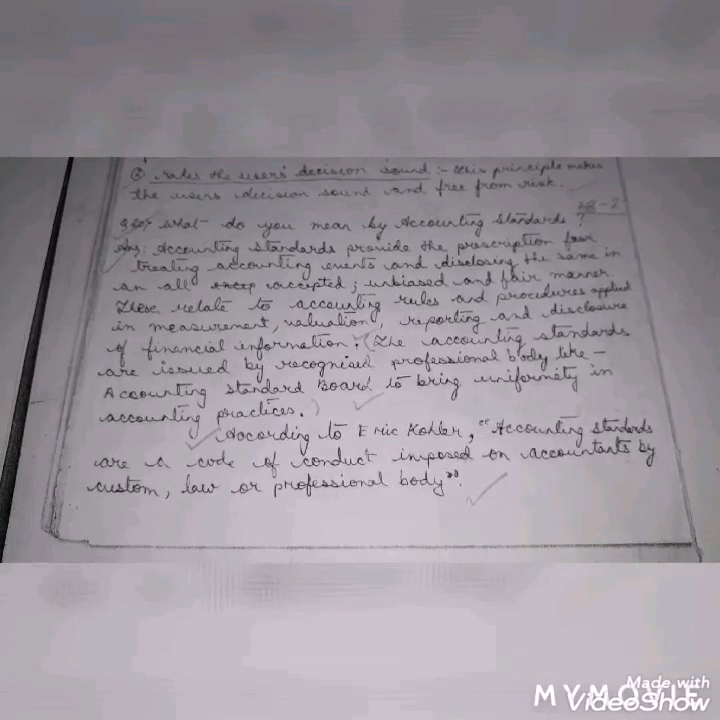 ② Makes the users' decision sound :- This principle makes
the users decision sound and free from risk.
What do you mean by Accounting Standards ?
Ans: Accounting Standards provide the prescription four
treating accounting events and disclosing the same in
an all accepted; unbiased and fair manner.
These relate to accounting rules and procedures applied
in measurement, valuation, reporting and disclosure
of financial information. (The accounting standards
are issued by recognised professional body like -
Accounting Standard Board to bring uniformity in
accounting practices.)
According to Eric Kohler, "Accounting Standards
are a code of conduct imposed on accountants by
custom, law or professional body".
Made with
MYMOVIE
VideoShow